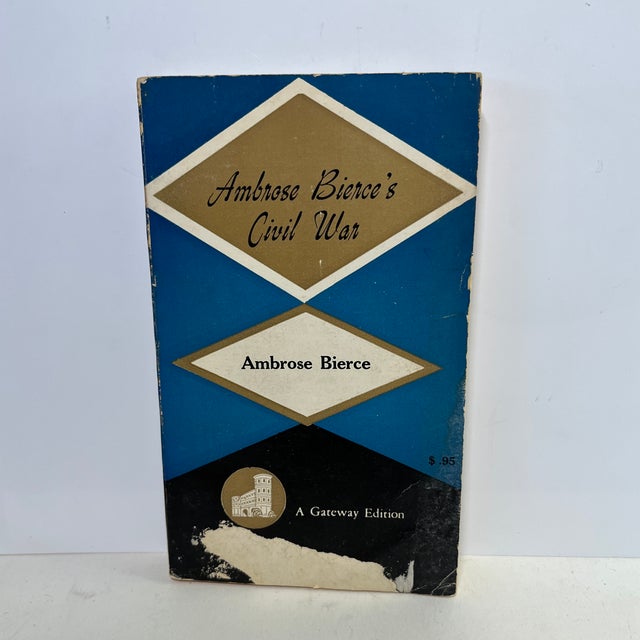 Ambrose Bierce's
Civil War
Ambrose Bierce
$ .95
A Gateway Edition